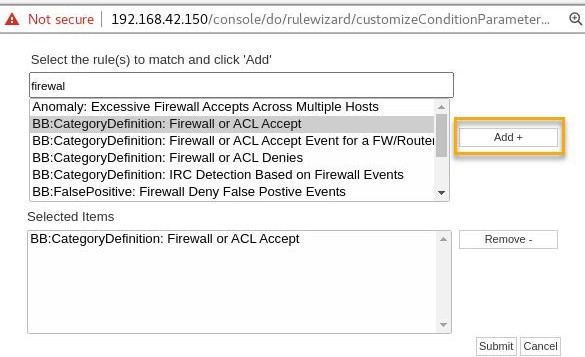 Not secure | 192.168.42.150/console/do/rulewizard/customizeConditionParameter...
Select the rule(s) to match and click 'Add'
firewal
Anomaly: Excessive Firewall Accepts Across Multiple Hosts
BB:CategoryDefinition: Firewall or ACL Accept
BB:CategoryDefinition: Firewall or ACL Accept Event for a FW/Router
BB:CategoryDefinition: Firewall or ACL Denies
BB:CategoryDefinition: IRC Detection Based on Firewall Events
BB:FalsePositive: Firewall Deny False Postive Events
Add +
Selected Items
BB:CategoryDefinition: Firewall or ACL Accept
Remove -
Submit Cancel